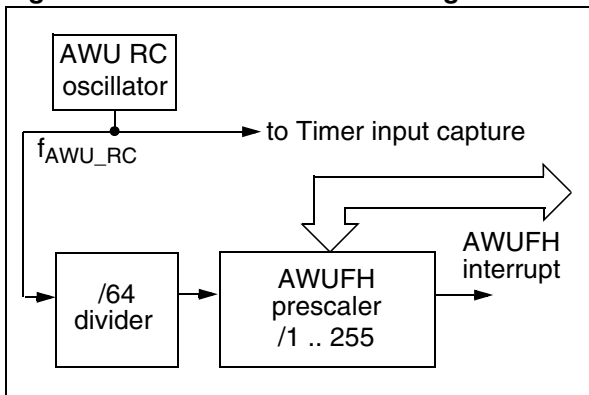 AWU RC
oscillator
to Timer input capture
fAWU_RC
AWUFH
interrupt
/64
divider
AWUFH
prescaler
/1 .. 255